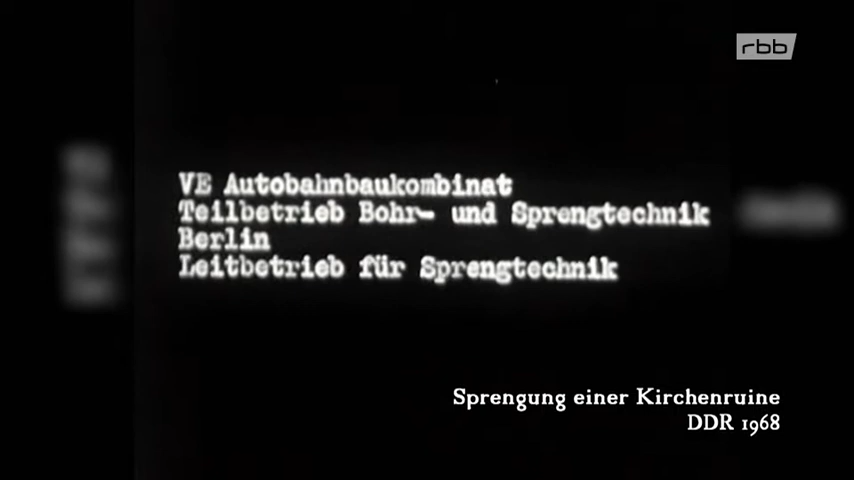 rbb
VE Autobahnbaukombinat
Teilbetrieb Bohr- und Sprengtechnik
Berlin
Leitbetrieb für Sprengtechnik
Sprengung einer Kirchenruine
DDR 1968